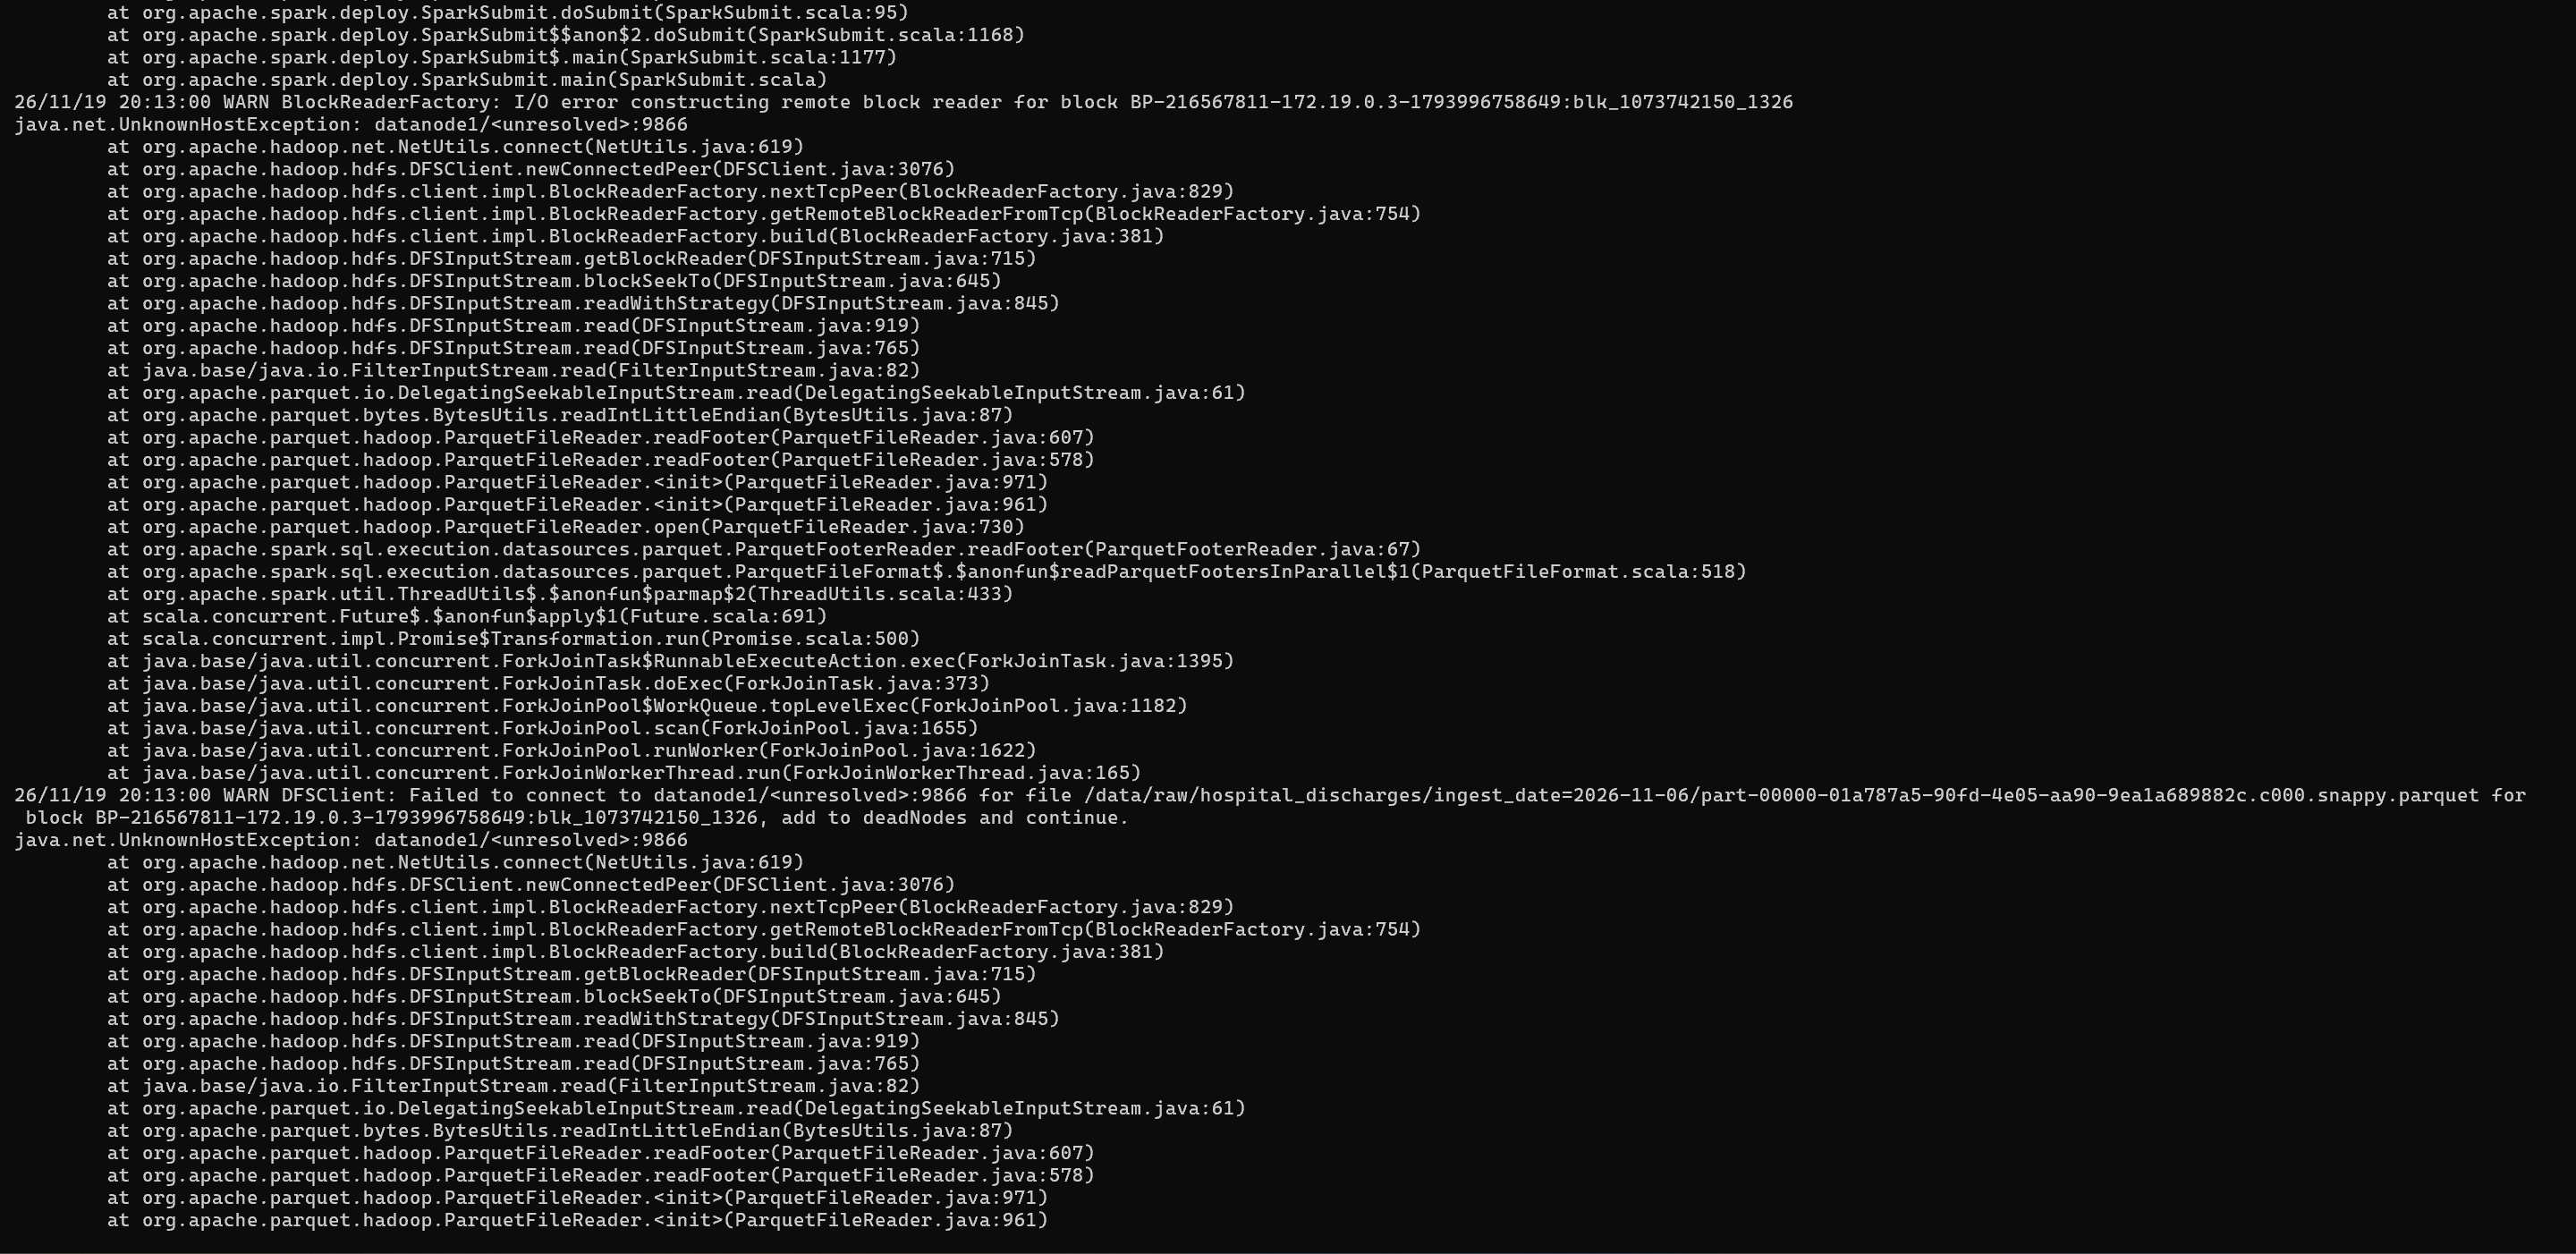 at org.apache.spark.deploy.SparkSubmit.doSubmit(SparkSubmit.scala:95)
at org.apache.spark.deploy.SparkSubmit$$anon$2.doSubmit(SparkSubmit.scala:1168)
at org.apache.spark.deploy.SparkSubmit$.main(SparkSubmit.scala:1177)
at org.apache.spark.deploy.SparkSubmit.main(SparkSubmit.scala)
26/11/19 20:13:00 WARN BlockReaderFactory: I/O error constructing remote block reader for block BP-216567811-172.19.0.3-1793996758649:blk_1073742150_1326
java.net.UnknownHostException: datanode1/<unresolved>:9866
at org.apache.hadoop.net.NetUtils.connect(NetUtils.java:619)
at org.apache.hadoop.hdfs.DFSClient.newConnectedPeer(DFSClient.java:3076)
at org.apache.hadoop.hdfs.client.impl.BlockReaderFactory.nextTcpPeer(BlockReaderFactory.java:829)
at org.apache.hadoop.hdfs.client.impl.BlockReaderFactory.getRemoteBlockReaderFromTcp(BlockReaderFactory.java:754)
at org.apache.hadoop.hdfs.client.impl.BlockReaderFactory.build(BlockReaderFactory.java:381)
at org.apache.hadoop.hdfs.DFSInputStream.getBlockReader(DFSInputStream.java:715)
at org.apache.hadoop.hdfs.DFSInputStream.blockSeekTo(DFSInputStream.java:645)
at org.apache.hadoop.hdfs.DFSInputStream.readWithStrategy(DFSInputStream.java:845)
at org.apache.hadoop.hdfs.DFSInputStream.read(DFSInputStream.java:919)
at org.apache.hadoop.hdfs.DFSInputStream.read(DFSInputStream.java:765)
at java.base/java.io.FilterInputStream.read(FilterInputStream.java:82)
at org.apache.parquet.io.DelegatingSeekableInputStream.read(DelegatingSeekableInputStream.java:61)
at org.apache.parquet.bytes.BytesUtils.readIntLittleEndian(BytesUtils.java:87)
at org.apache.parquet.hadoop.ParquetFileReader.readFooter(ParquetFileReader.java:607)
at org.apache.parquet.hadoop.ParquetFileReader.readFooter(ParquetFileReader.java:578)
at org.apache.parquet.hadoop.ParquetFileReader.<init>(ParquetFileReader.java:971)
at org.apache.parquet.hadoop.ParquetFileReader.<init>(ParquetFileReader.java:961)
at org.apache.parquet.hadoop.ParquetFileReader.open(ParquetFileReader.java:730)
at org.apache.spark.sql.execution.datasources.parquet.ParquetFooterReader.readFooter(ParquetFooterReader.java:67)
at org.apache.spark.sql.execution.datasources.parquet.ParquetFileFormat$.$anonfun$readParquetFootersInParallel$1(ParquetFileFormat.scala:518)
at org.apache.spark.util.ThreadUtils$.$anonfun$parmap$2(ThreadUtils.scala:433)
at scala.concurrent.Future$.$anonfun$apply$1(Future.scala:691)
at scala.concurrent.impl.Promise$Transformation.run(Promise.scala:500)
at java.base/java.util.concurrent.ForkJoinTask$RunnableExecuteAction.exec(ForkJoinTask.java:1395)
at java.base/java.util.concurrent.ForkJoinTask.doExec(ForkJoinTask.java:373)
at java.base/java.util.concurrent.ForkJoinPool$WorkQueue.topLevelExec(ForkJoinPool.java:1182)
at java.base/java.util.concurrent.ForkJoinPool.scan(ForkJoinPool.java:1655)
at java.base/java.util.concurrent.ForkJoinPool.runWorker(ForkJoinPool.java:1622)
at java.base/java.util.concurrent.ForkJoinWorkerThread.run(ForkJoinWorkerThread.java:165)
26/11/19 20:13:00 WARN DFSClient: Failed to connect to datanode1/<unresolved>:9866 for file /data/raw/hospital_discharges/ingest_date=2026-11-06/part-00000-01a787a5-90fd-4e05-aa90-9ea1a689882c.c000.snappy.parquet for
block BP-216567811-172.19.0.3-1793996758649:blk_1073742150_1326, add to deadNodes and continue.
java.net.UnknownHostException: datanode1/<unresolved>:9866
at org.apache.hadoop.net.NetUtils.connect(NetUtils.java:619)
at org.apache.hadoop.hdfs.DFSClient.newConnectedPeer(DFSClient.java:3076)
at org.apache.hadoop.hdfs.client.impl.BlockReaderFactory.nextTcpPeer(BlockReaderFactory.java:829)
at org.apache.hadoop.hdfs.client.impl.BlockReaderFactory.getRemoteBlockReaderFromTcp(BlockReaderFactory.java:754)
at org.apache.hadoop.hdfs.client.impl.BlockReaderFactory.build(BlockReaderFactory.java:381)
at org.apache.hadoop.hdfs.DFSInputStream.getBlockReader(DFSInputStream.java:715)
at org.apache.hadoop.hdfs.DFSInputStream.blockSeekTo(DFSInputStream.java:645)
at org.apache.hadoop.hdfs.DFSInputStream.readWithStrategy(DFSInputStream.java:845)
at org.apache.hadoop.hdfs.DFSInputStream.read(DFSInputStream.java:919)
at org.apache.hadoop.hdfs.DFSInputStream.read(DFSInputStream.java:765)
at java.base/java.io.FilterInputStream.read(FilterInputStream.java:82)
at org.apache.parquet.io.DelegatingSeekableInputStream.read(DelegatingSeekableInputStream.java:61)
at org.apache.parquet.bytes.BytesUtils.readIntLittleEndian(BytesUtils.java:87)
at org.apache.parquet.hadoop.ParquetFileReader.readFooter(ParquetFileReader.java:607)
at org.apache.parquet.hadoop.ParquetFileReader.readFooter(ParquetFileReader.java:578)
at org.apache.parquet.hadoop.ParquetFileReader.<init>(ParquetFileReader.java:971)
at org.apache.parquet.hadoop.ParquetFileReader.<init>(ParquetFileReader.java:961)